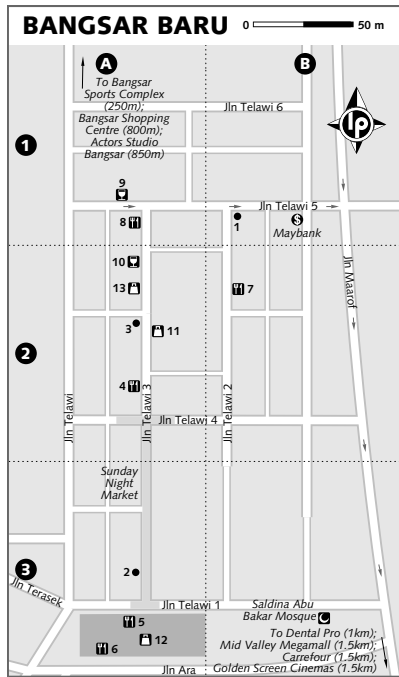 BANGSAR BARU
0 50 m
A
B
To Bangsar
Sports Complex
(250m);
Bangsar Shopping
Centre (800m);
Actors Studio
Bangsar (850m)
Jln Telawi 6
lp
1
9
Jln Telawi 5
8
1
$
Maybank
10
13
7
Jln Maarof
3
11
2
4
Jln Telawi
Jln Telawi 3
Jln Telawi 2
Jln Telawi 4
Sunday
Night
Market
3
2
Jln Terasek
Jln Telawi 1
Saldina Abu
Bakar Mosque
5
12
6
To Dental Pro (1km);
Mid Valley Megamall (1.5km);
Carrefour (1.5km);
Golden Screen Cinemas (1.5km)
Jln Ara